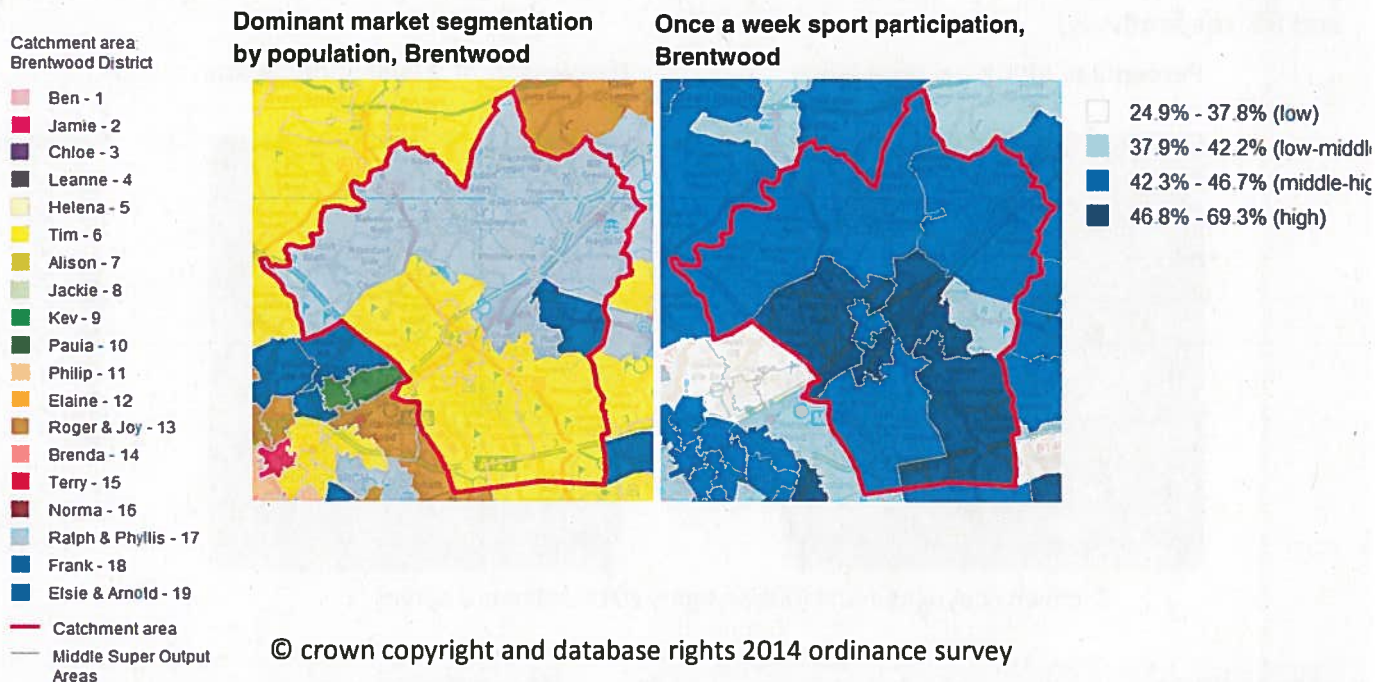 Dominant market segmentation
by population, Brentwood
Once a week sport participation,
Brentwood
Catchment area:
Brentwood District
Ben - 1
Jamie - 2
Chloe - 3
Leanne - 4
Helena - 5
Tim - 6
Alison - 7
Jackie - 8
Kev - 9
Paula - 10
Philip - 11
Elaine - 12
Roger & Joy - 13
Brenda - 14
Terry - 15
Norma - 16
Ralph & Phyllis - 17
Frank - 18
Elsie & Arnold - 19
Catchment area
Middle Super Output
Areas
24.9% - 37.8% (low)
37.9% - 42.2% (low-middl
42.3% - 46.7% (middle-hig
46.8% - 69.3% (high)
© crown copyright and database rights 2014 ordinance survey